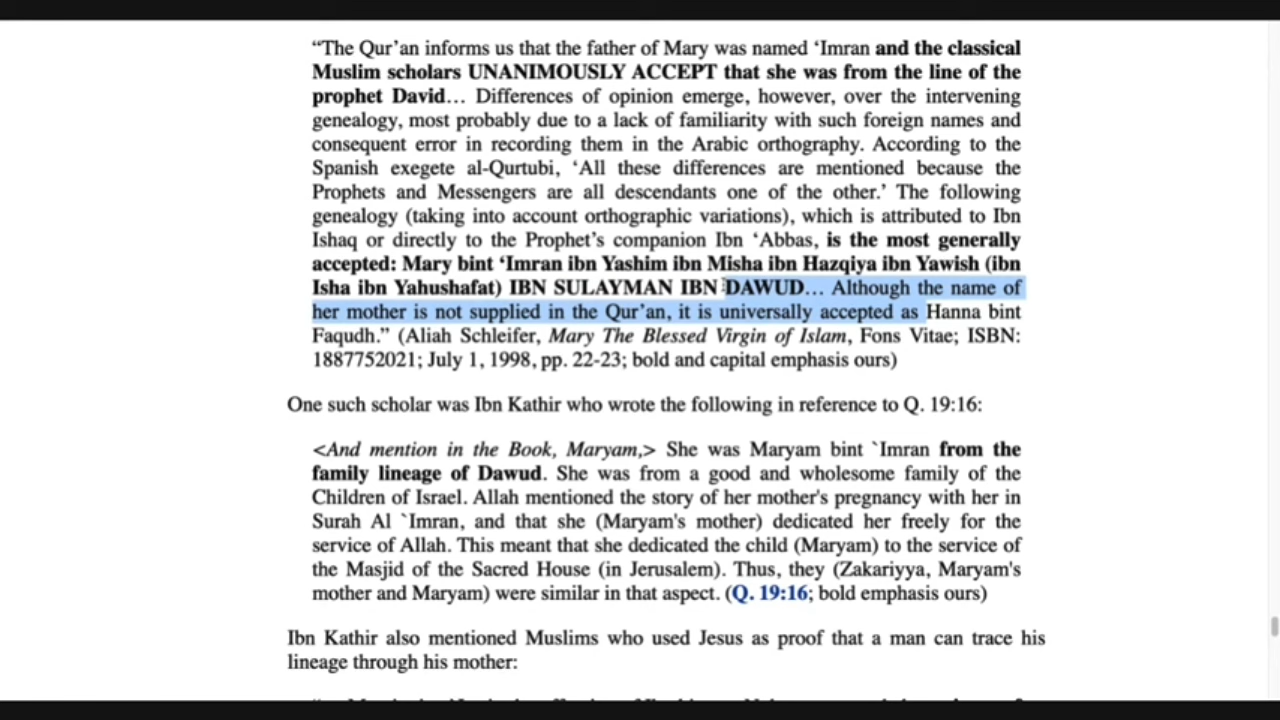 “The Qur’an informs us that the father of Mary was named ‘Imran and the classical
Muslim scholars UNANIMOUSLY ACCEPT that she was from the line of the
prophet David… Differences of opinion emerge, however, over the intervening
genealogy, most probably due to a lack of familiarity with such foreign names and
consequent error in recording them in the Arabic orthography. According to the
Spanish exegete al-Qurtubi, ‘All these differences are mentioned because the
Prophets and Messengers are all descendants one of the other.’ The following
genealogy (taking into account orthographic variations), which is attributed to Ibn
Ishaq or directly to the Prophet’s companion Ibn ‘Abbas, is the most generally
accepted: Mary bint ‘Imran ibn Yashim ibn Misha ibn Hazqiya ibn Yawish (ibn
Isha ibn Yahushafat) IBN SULAYMAN IBN DAWUD… Although the name of
her mother is not supplied in the Qur’an, it is universally accepted as Hanna bint
Faqudh.” (Aliah Schleifer, Mary The Blessed Virgin of Islam, Fons Vitae; ISBN:
1887752021; July 1, 1998, pp. 22-23; bold and capital emphasis ours)
One such scholar was Ibn Kathir who wrote the following in reference to Q. 19:16:
<And mention in the Book, Maryam,> She was Maryam bint `Imran from the
family lineage of Dawud. She was from a good and wholesome family of the
Children of Israel. Allah mentioned the story of her mother's pregnancy with her in
Surah Al `Imran, and that she (Maryam's mother) dedicated her freely for the
service of Allah. This meant that she dedicated the child (Maryam) to the service of
the Masjid of the Sacred House (in Jerusalem). Thus, they (Zakariyya, Maryam's
mother and Maryam) were similar in that aspect. (Q. 19:16; bold emphasis ours)
Ibn Kathir also mentioned Muslims who used Jesus as proof that a man can trace his
lineage through his mother: